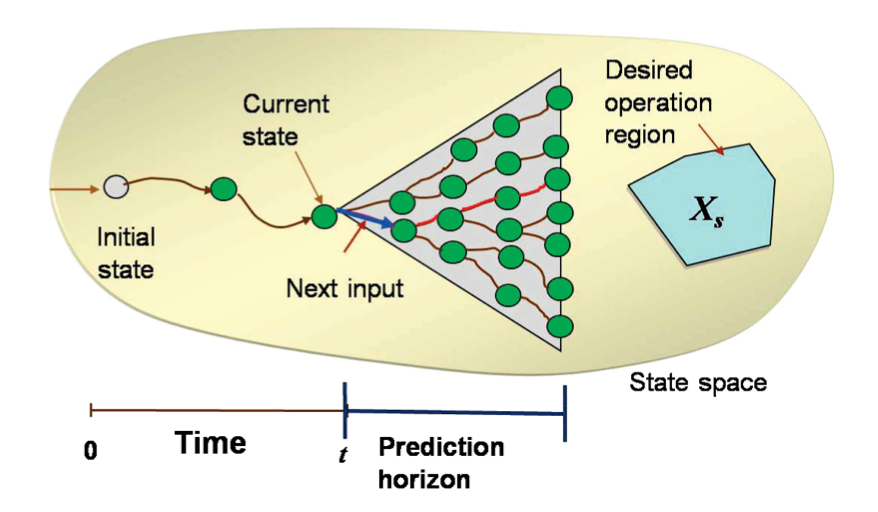 Desired
operation
region
Current
state
X_s
Initial
state
Next input
State space
0
Time
t
Prediction
horizon